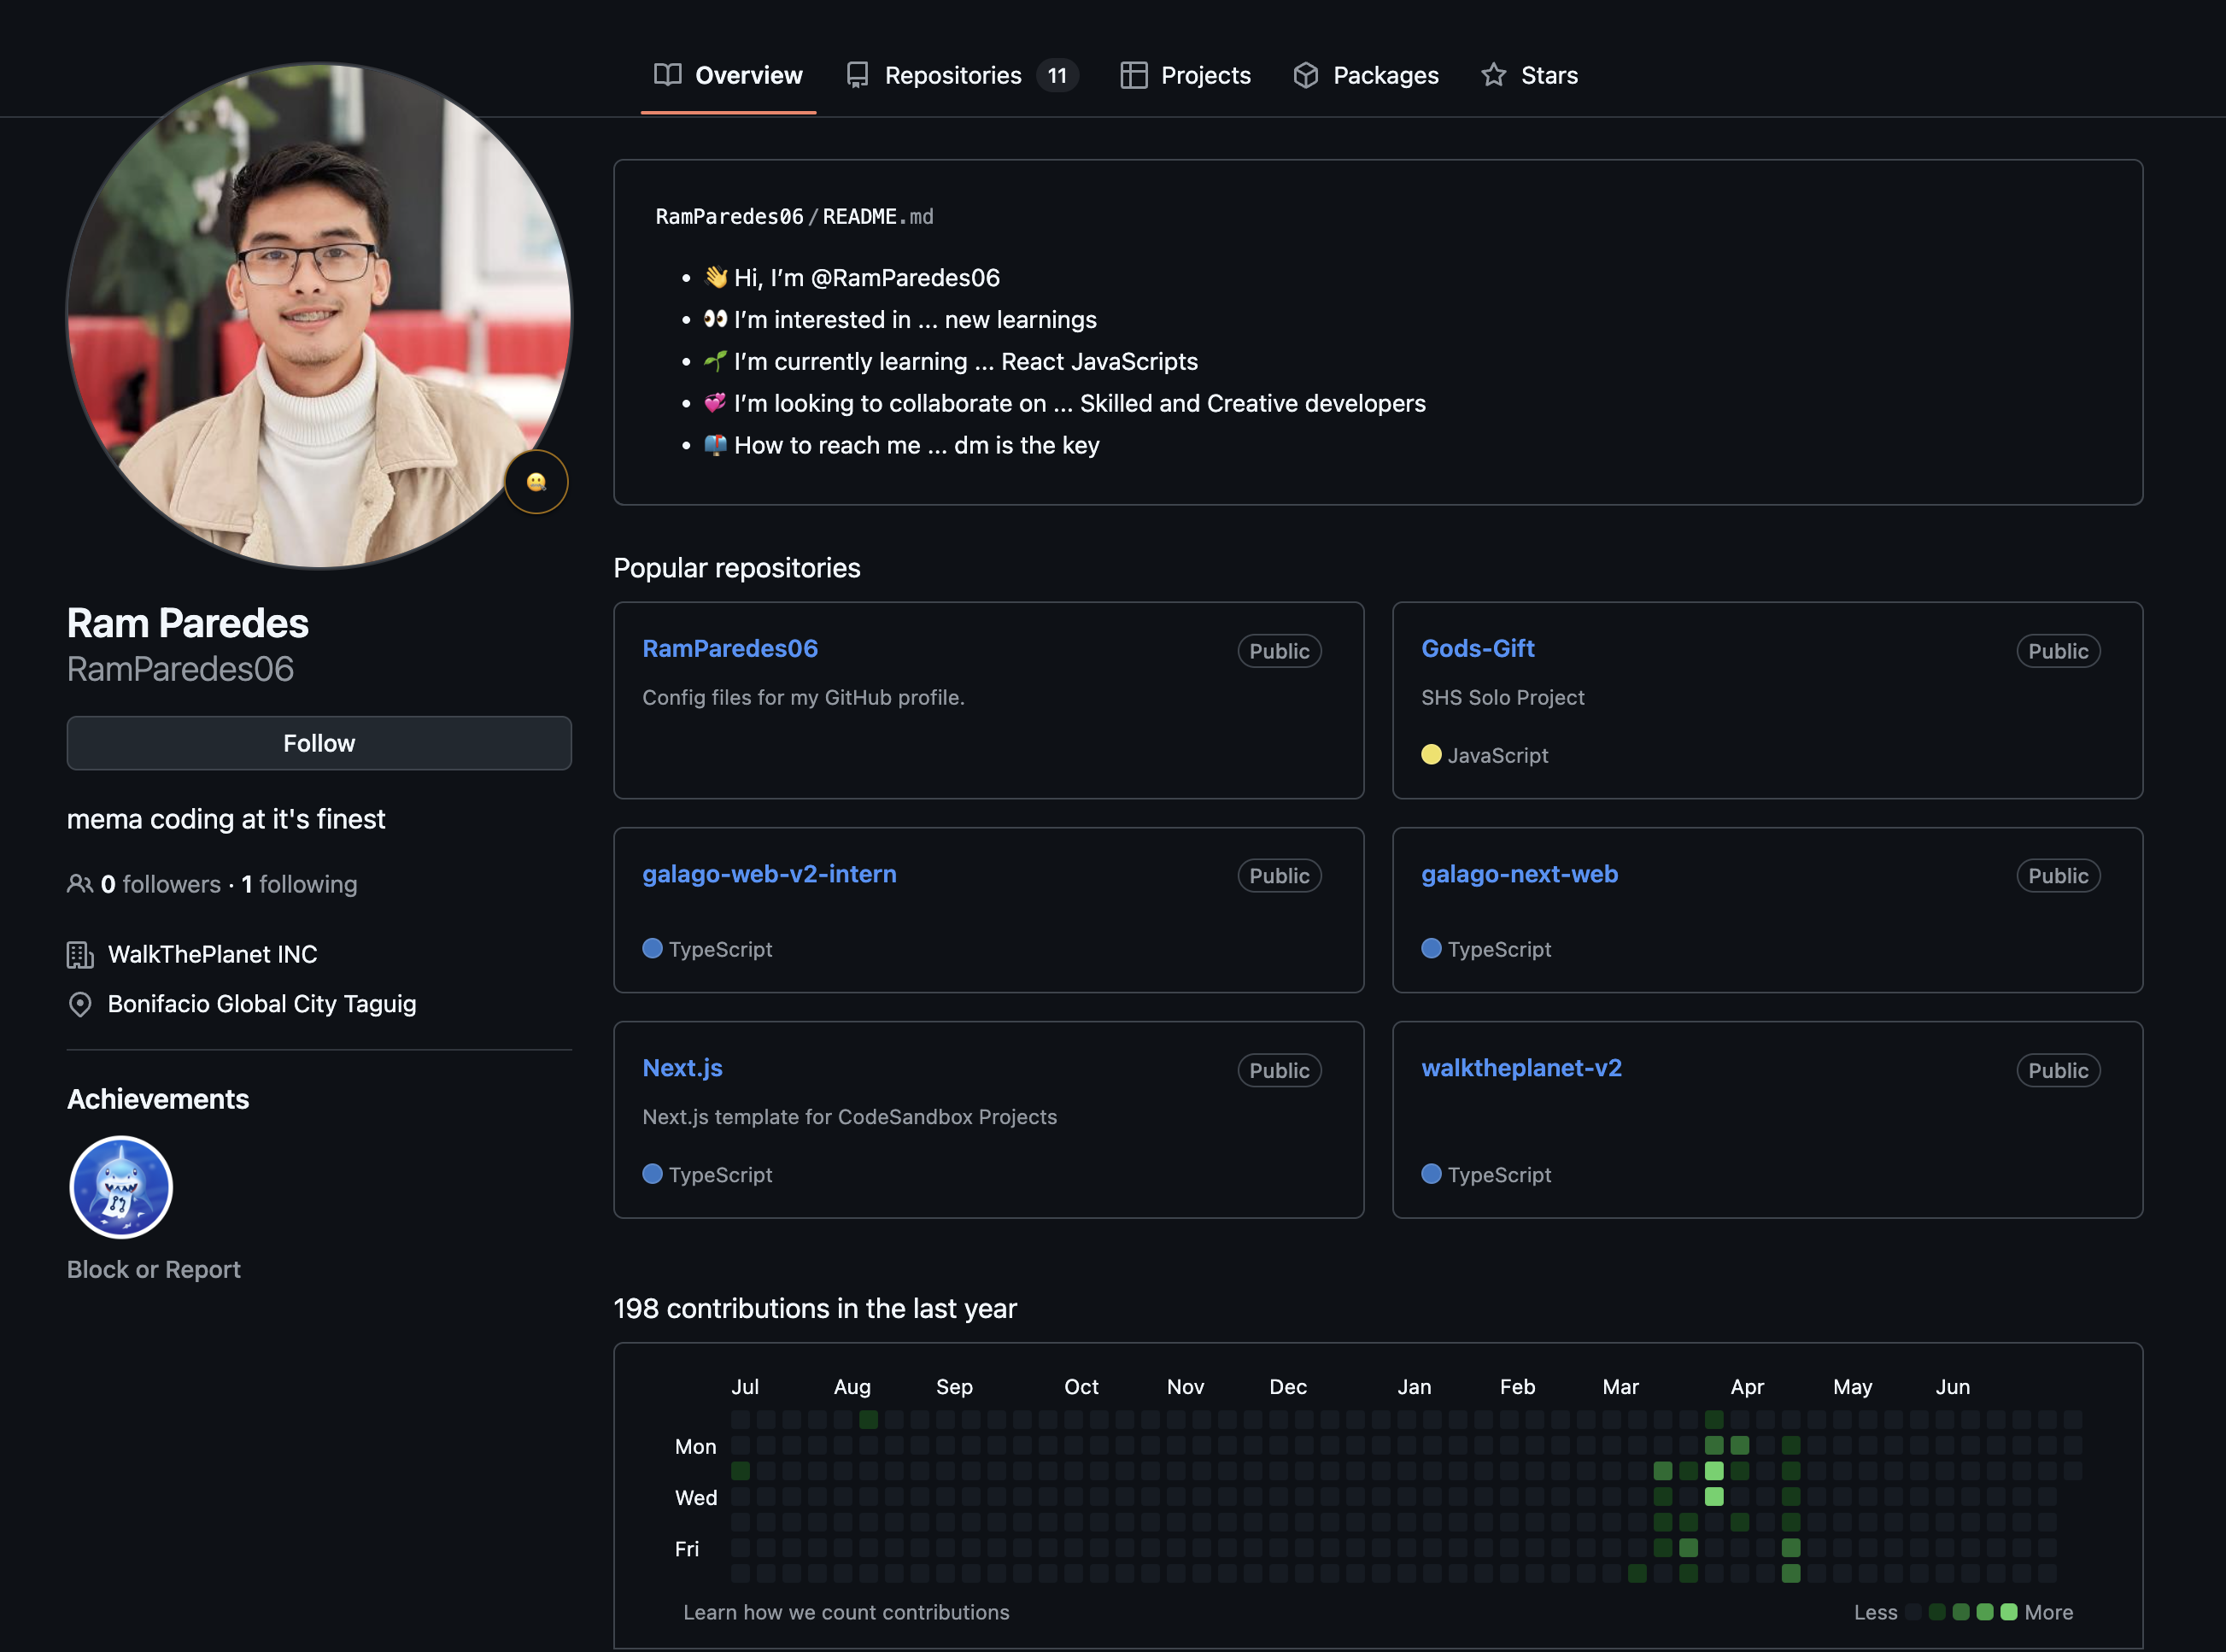 Overview
Repositories 11
Projects
Packages
Stars
RamParedes06/README.md
👋 Hi, I’m @RamParedes06
👀 I’m interested in ... new learnings
🌱 I’m currently learning ... React JavaScripts
💞️ I’m looking to collaborate on ... Skilled and Creative developers
📫 How to reach me ... dm is the key
Ram Paredes
RamParedes06
Follow
mema coding at it's finest
0 followers · 1 following
WalkThePlanet INC
Bonifacio Global City Taguig
Achievements
Block or Report
Popular repositories
RamParedes06 Public
Config files for my GitHub profile.
Gods-Gift Public
SHS Solo Project
JavaScript
galago-web-v2-intern Public
TypeScript
galago-next-web Public
TypeScript
Next.js Public
Next.js template for CodeSandbox Projects
TypeScript
walktheplanet-v2 Public
TypeScript
198 contributions in the last year
Jul Aug Sep Oct Nov Dec Jan Feb Mar Apr May Jun
Mon
Wed
Fri
Learn how we count contributions
Less More